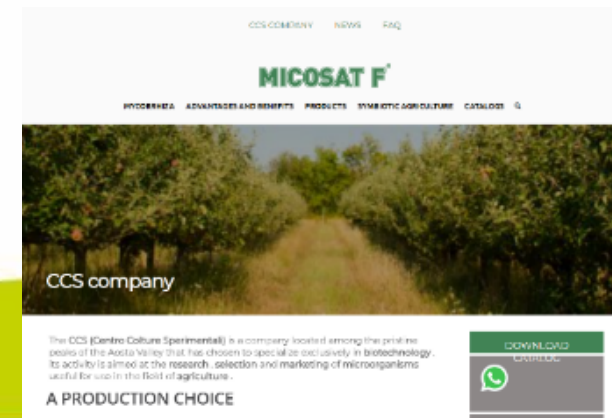 CCS COMPANY NEWS FAQ
MICOSAT F®
MYCORRHIZA ADVANTAGES AND BENEFITS PRODUCTS SYMBIOTIC AGRICULTURE CATALOGS
CCS company
The CCS (Centro Colture Sperimentali) is a company located among the pristine
peaks of the Aosta Valley that has chosen to specialize exclusively in biotechnology.
Its activity is aimed at the research, selection and marketing of microorganisms
useful for use in the field of agriculture.
DOWNLOAD
CATALOG
A PRODUCTION CHOICE